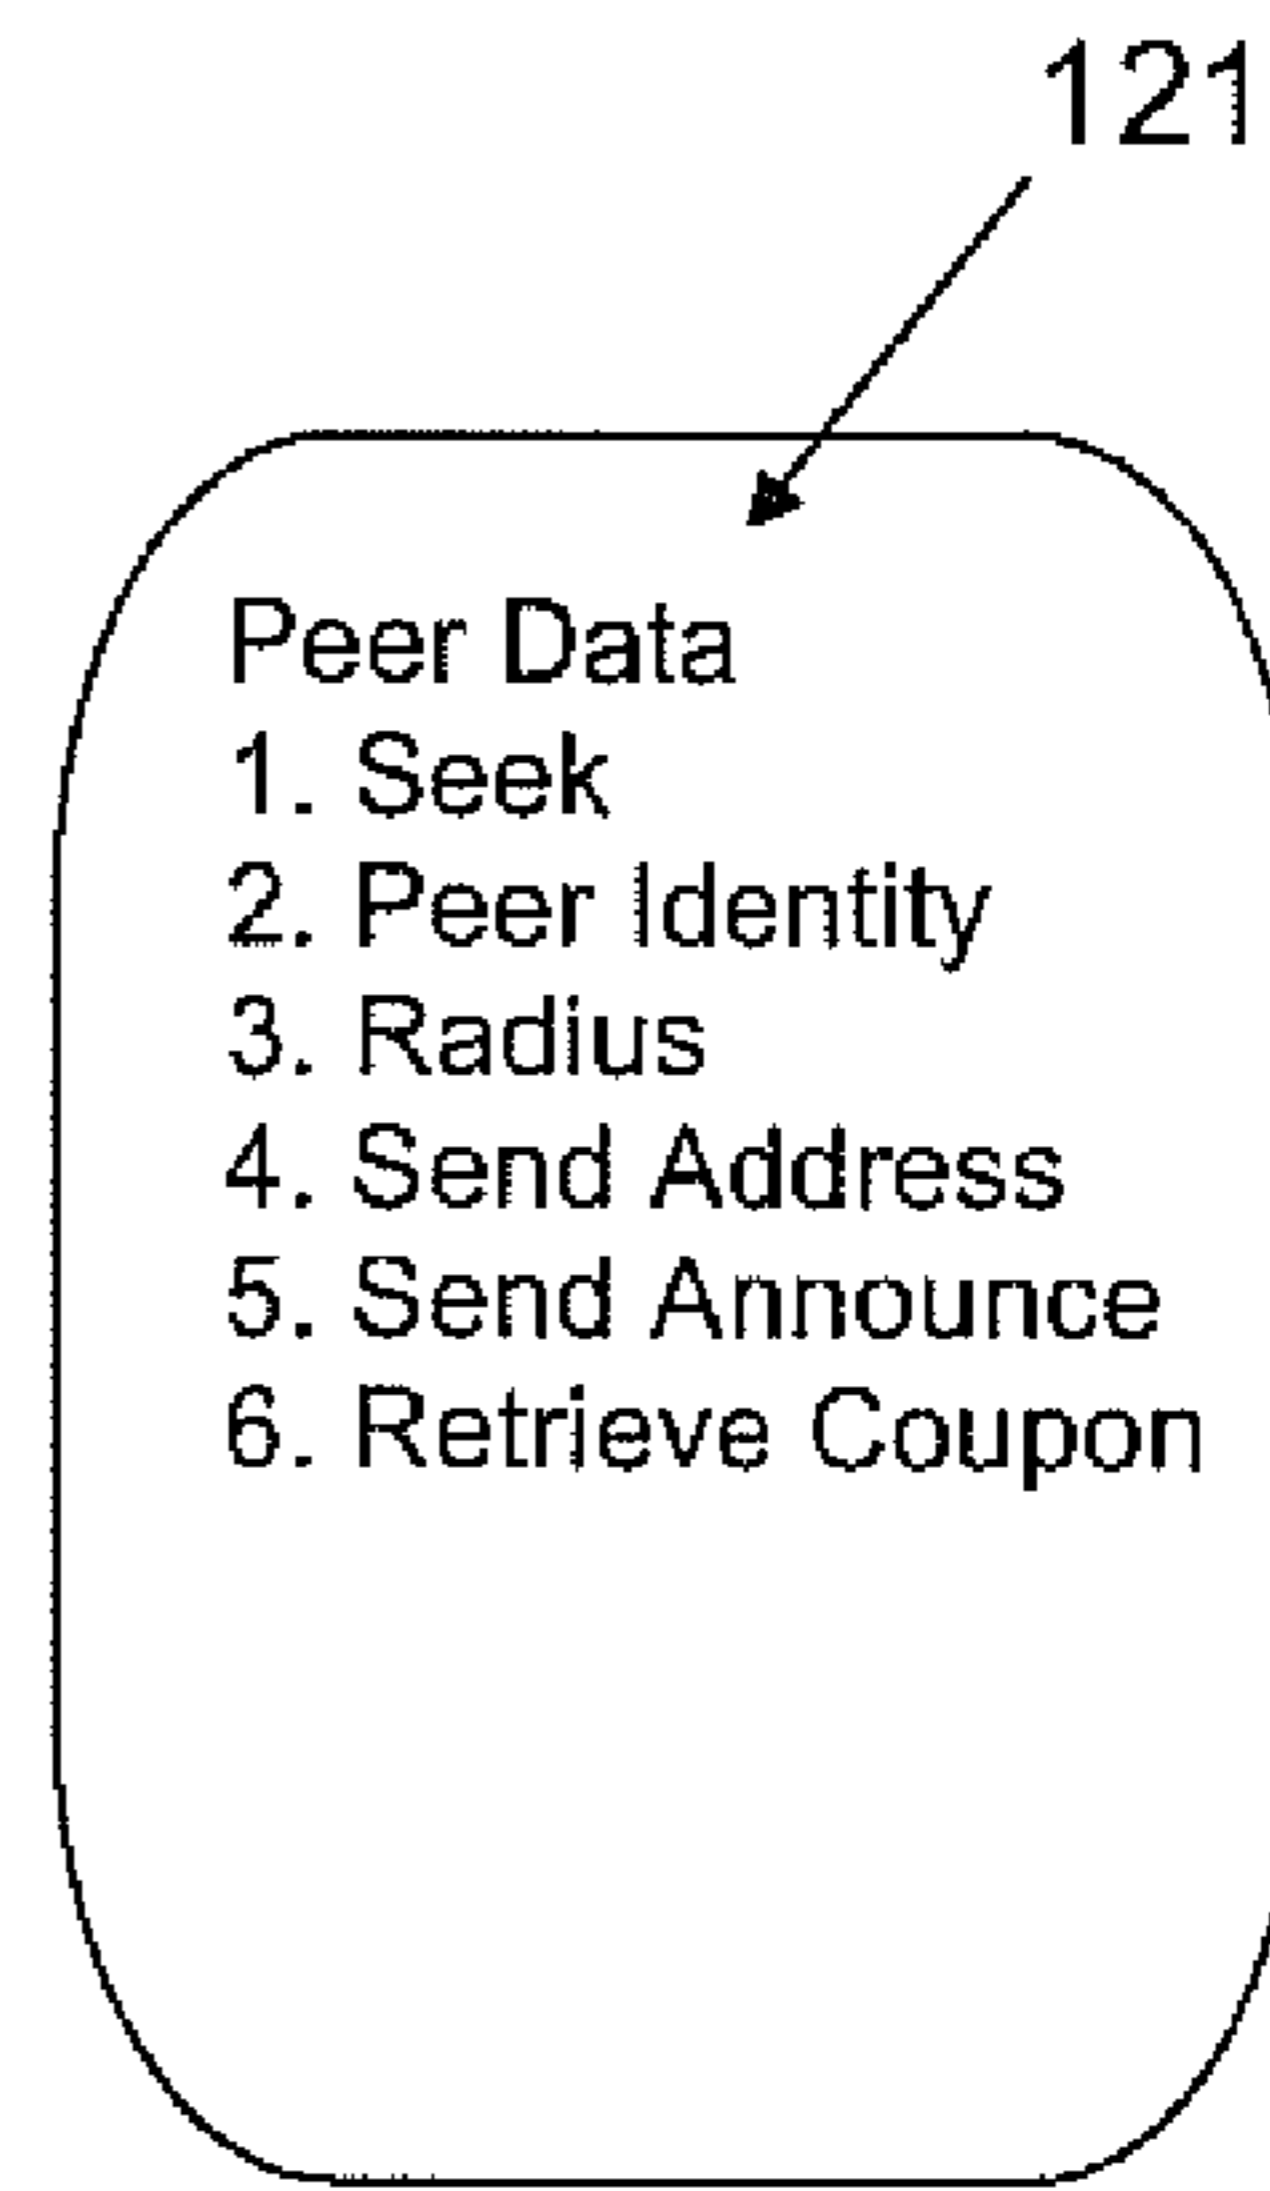 121
Peer Data
1. Seek
2. Peer Identity
3. Radius
4. Send Address
5. Send Announce
6. Retrieve Coupon